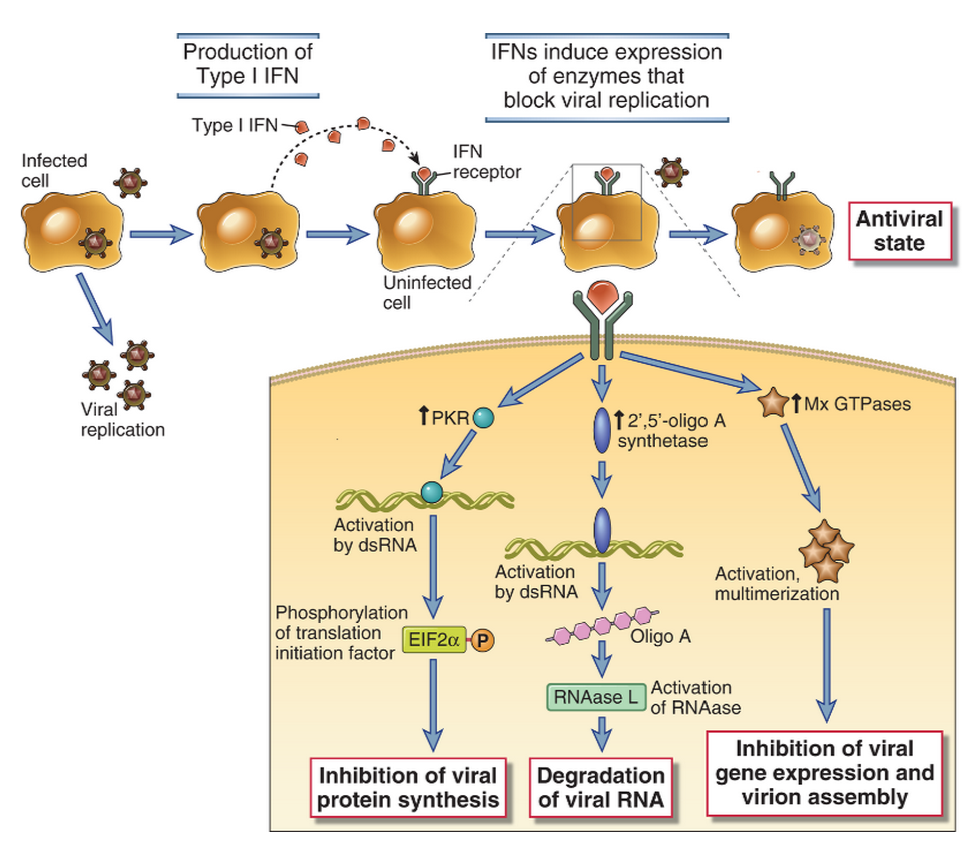 Production of
Type I IFN
IFNs induce expression
of enzymes that
block viral replication
Type I IFN
IFN
receptor
Infected
cell
Uninfected
cell
Antiviral
state
Viral
replication
↑PKR
↑2',5'-oligo A
synthetase
↑Mx GTPases
Activation
by dsRNA
Activation
by dsRNA
Activation,
multimerization
Phosphorylation
of translation
initiation factor
EIF2α P
Oligo A
RNAase L
Activation
of RNAase
Inhibition of viral
protein synthesis
Degradation
of viral RNA
Inhibition of viral
gene expression and
virion assembly